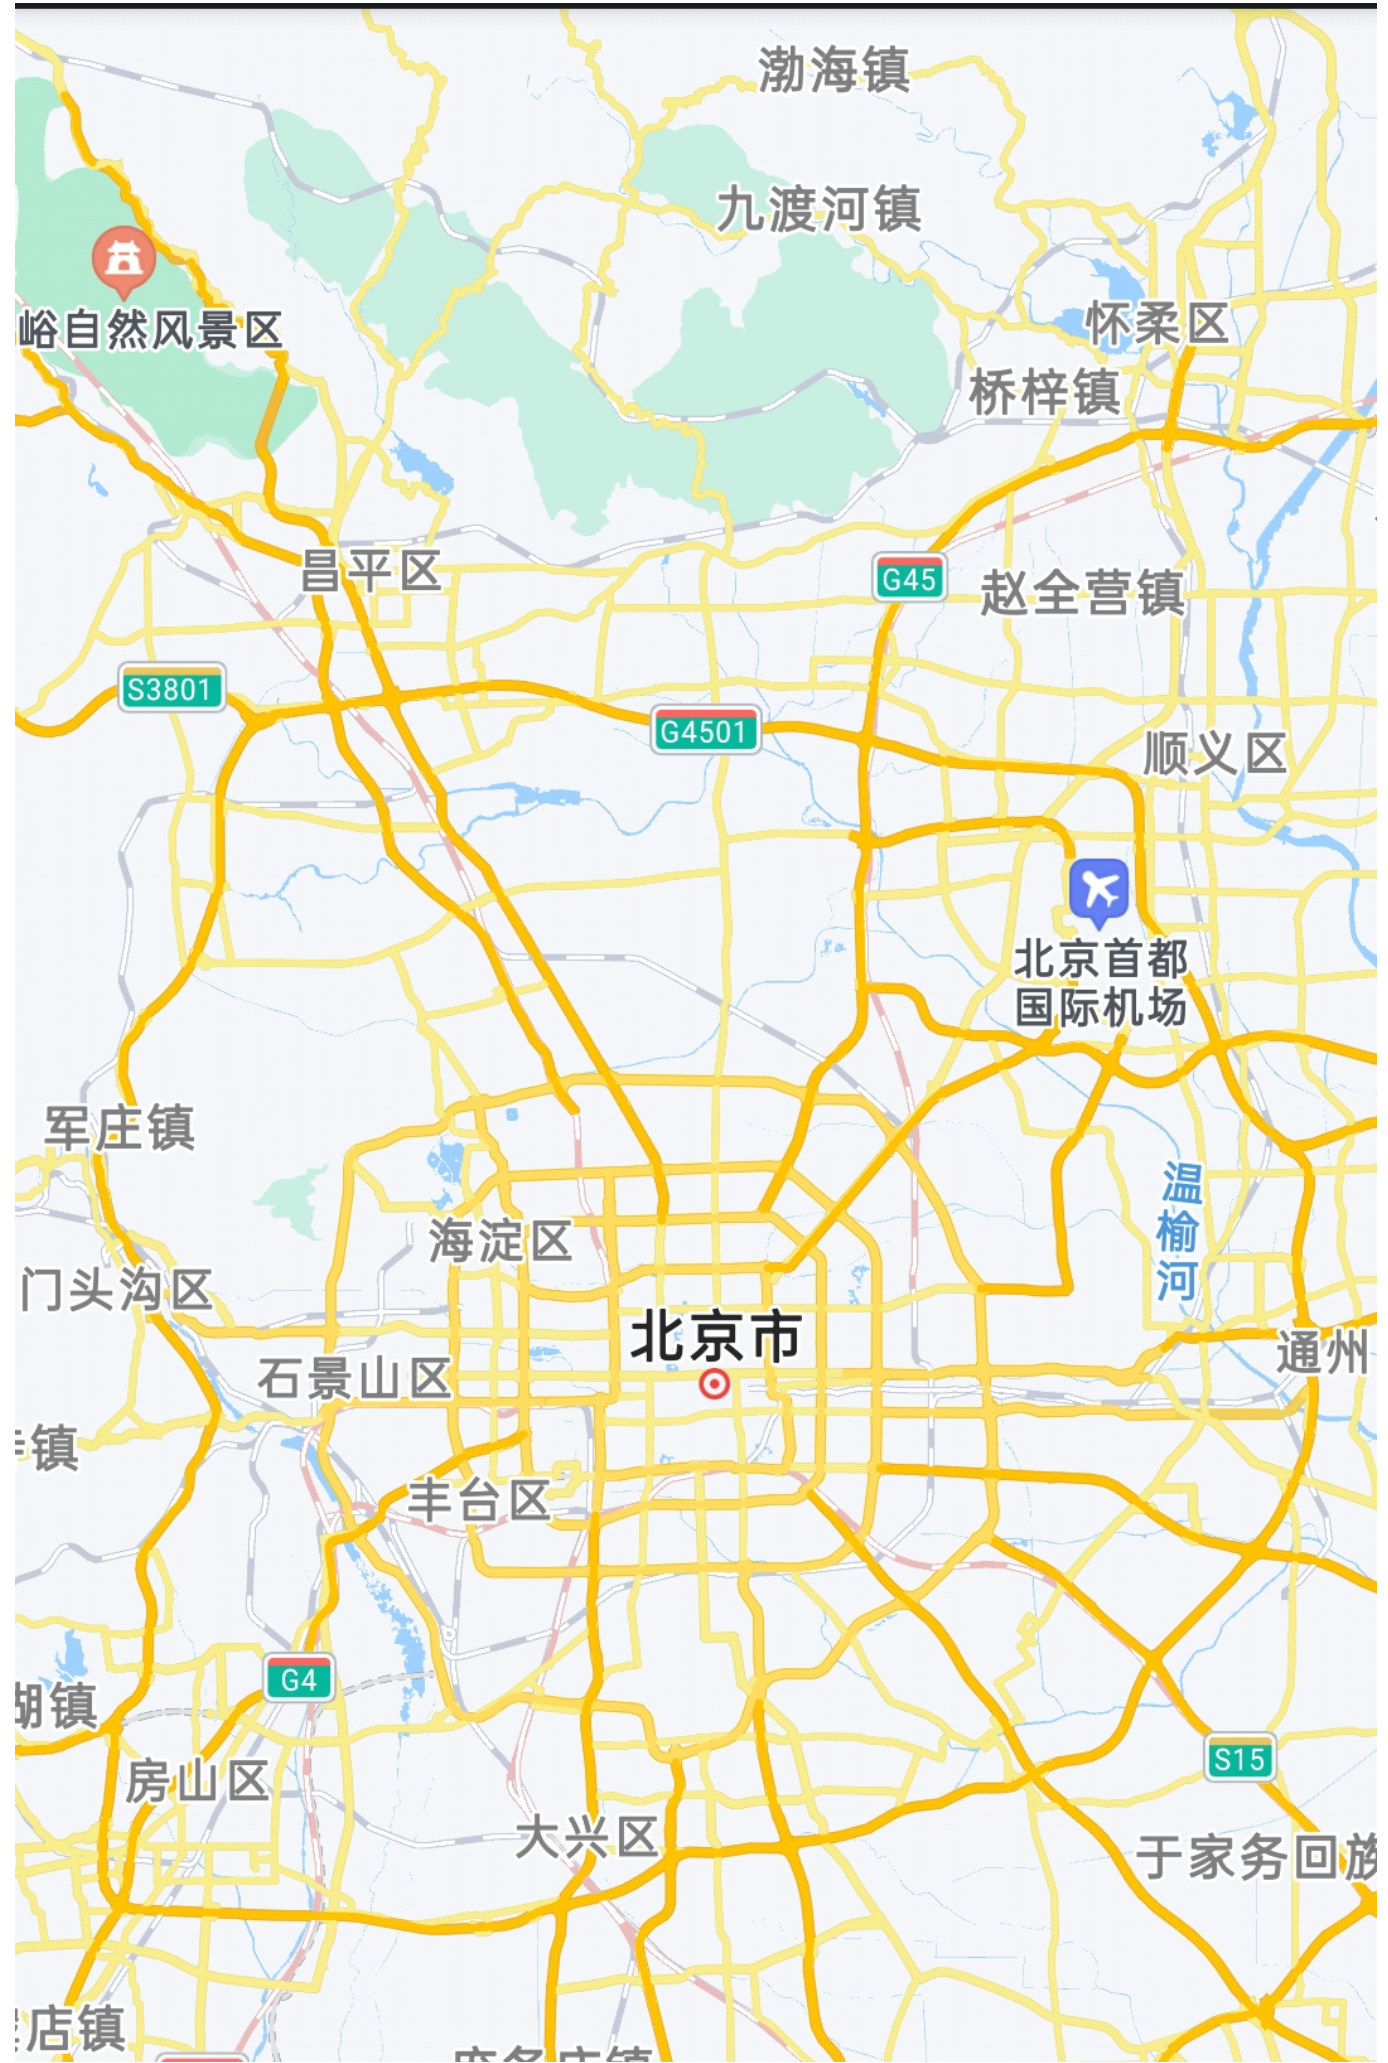 渤海镇
九渡河镇
峪自然风景区
怀柔区
桥梓镇
昌平区
G45
赵全营镇
S3801
G4501
顺义区
北京首都
国际机场
军庄镇
温榆河
海淀区
门头沟区
北京市
通州
石景山区
镇
丰台区
G4
湖镇
S15
房山区
大兴区
于家务回族
店镇